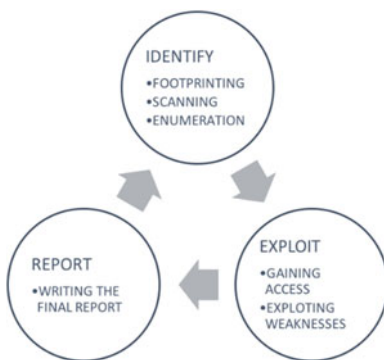 IDENTIFY
•FOOTPRINTING
•SCANNING
•ENUMERATION
EXPLOIT
•GAINING
ACCESS
•EXPLOTING
WEAKNESSES
REPORT
•WRITING THE
FINAL REPORT